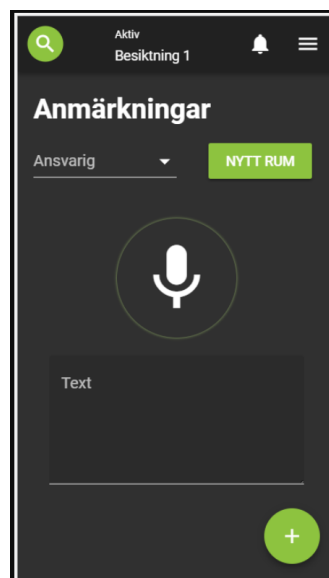 Aktiv
Besiktning 1
Anmärkningar
Ansvarig
NYTT RUM
Text
+